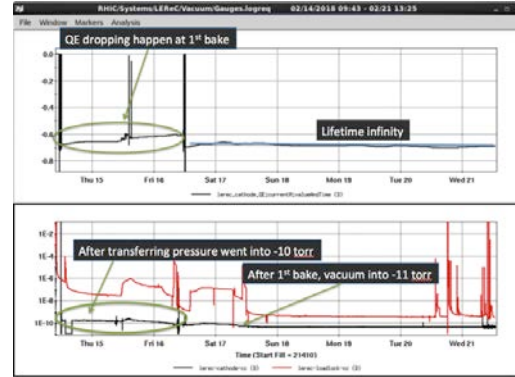 RHIC/Systems/LEReC/Vacuum/Gauges.logreq 02/14/2018 09:43 - 02/21 13:25
File Window Markers Analysis
QE dropping happen at 1st bake
0.0
-0.2
-0.4
-0.6
-0.8
Lifetime infinity
Thu 15 Fri 16 Sat 17 Sun 18 Mon 19 Tue 20 Wed 21
1E-2
After transferring pressure went into -10 torr
1E-4
1E-6
After 1st bake, vacuum into -11 torr
1E-8
1E-10
Thu 15 Fri 16 Sat 17 Sun 18 Mon 19 Tue 20 Wed 21
Time (Start Fill = 21410)